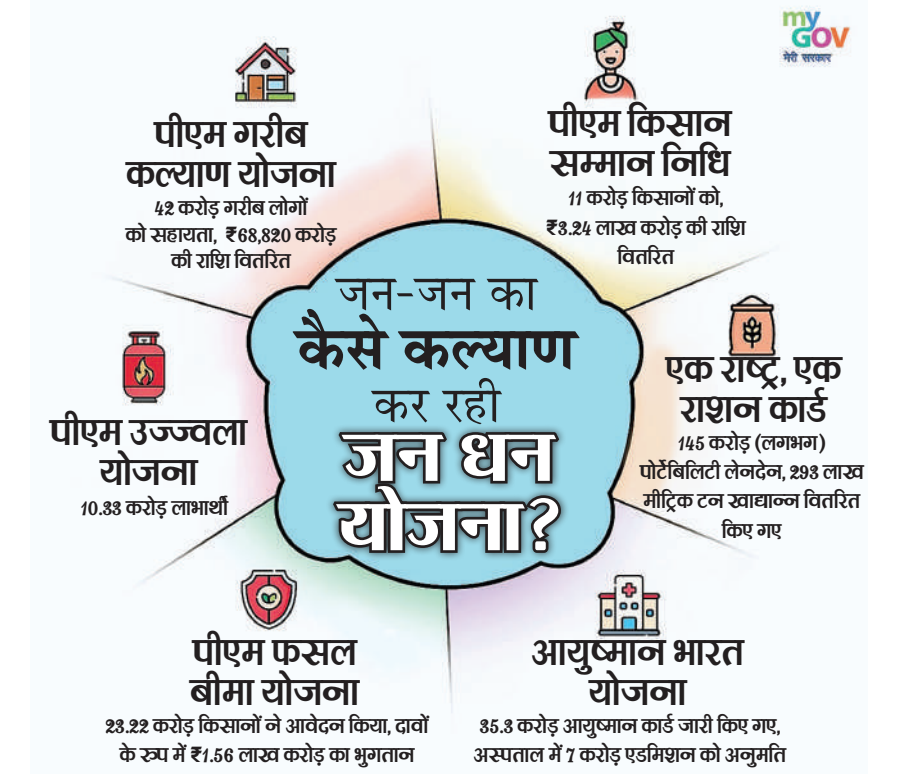 my
GOV
मेरी सरकार
पीएम गरीब
कल्याण योजना
42 करोड़ गरीब लोगों
को सहायता, ₹68,820 करोड़
की राशि वितरित
पीएम किसान
सम्मान निधि
11 करोड़ किसानों को,
₹3.24 लाख करोड़ की राशि
वितरित
जन-जन का
कैसे कल्याण
कर रही
जन धन
योजना?
पीएम उज्ज्वला
योजना
10.33 करोड़ लाभार्थी
एक राष्ट्र, एक
राशन कार्ड
145 करोड़ (लगभग)
पोर्टेबिलिटी लेनदेन, 293 लाख
मीट्रिक टन खाद्यान्न वितरित
किए गए
पीएम फसल
बीमा योजना
23.22 करोड़ किसानों ने आवेदन किया, दावों
के रूप में ₹1.56 लाख करोड़ का भुगतान
आयुष्मान भारत
योजना
35.3 करोड़ आयुष्मान कार्ड जारी किए गए,
अस्पताल में 7 करोड़ एडमिशन को अनुमति